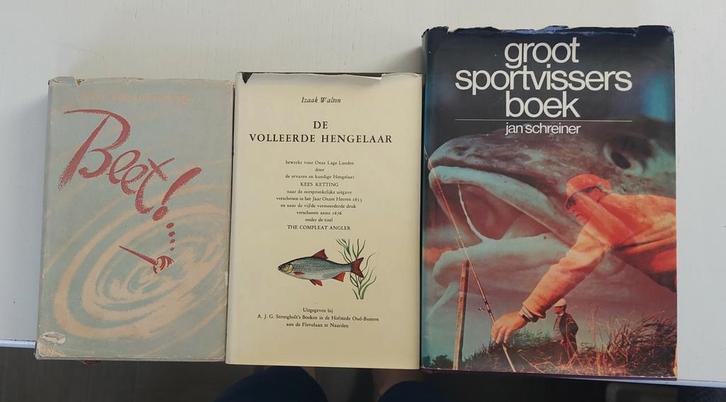 Beet!....
Izaak Walton
DE
VOLLEERDE HENGELAAR
bewerkt voor Onze Lage Landen
door
de ervaren en kundige Hengelaer
KEES KETTING
naar de oorspronkelijke uitgave
verschenen in het Jaar Onzes Heeren 1653
en naar de vijfde vermeerderde druk
verschenen anno 1676
onder de titel
THE COMPLEAT ANGLER
Uitgegeven bij
A. J. G. Strengholt's Boeken in de Hofstede Oud-Bussem
aan de Flevolaan te Naarden
groot
sportvissers
boek
jan schreiner